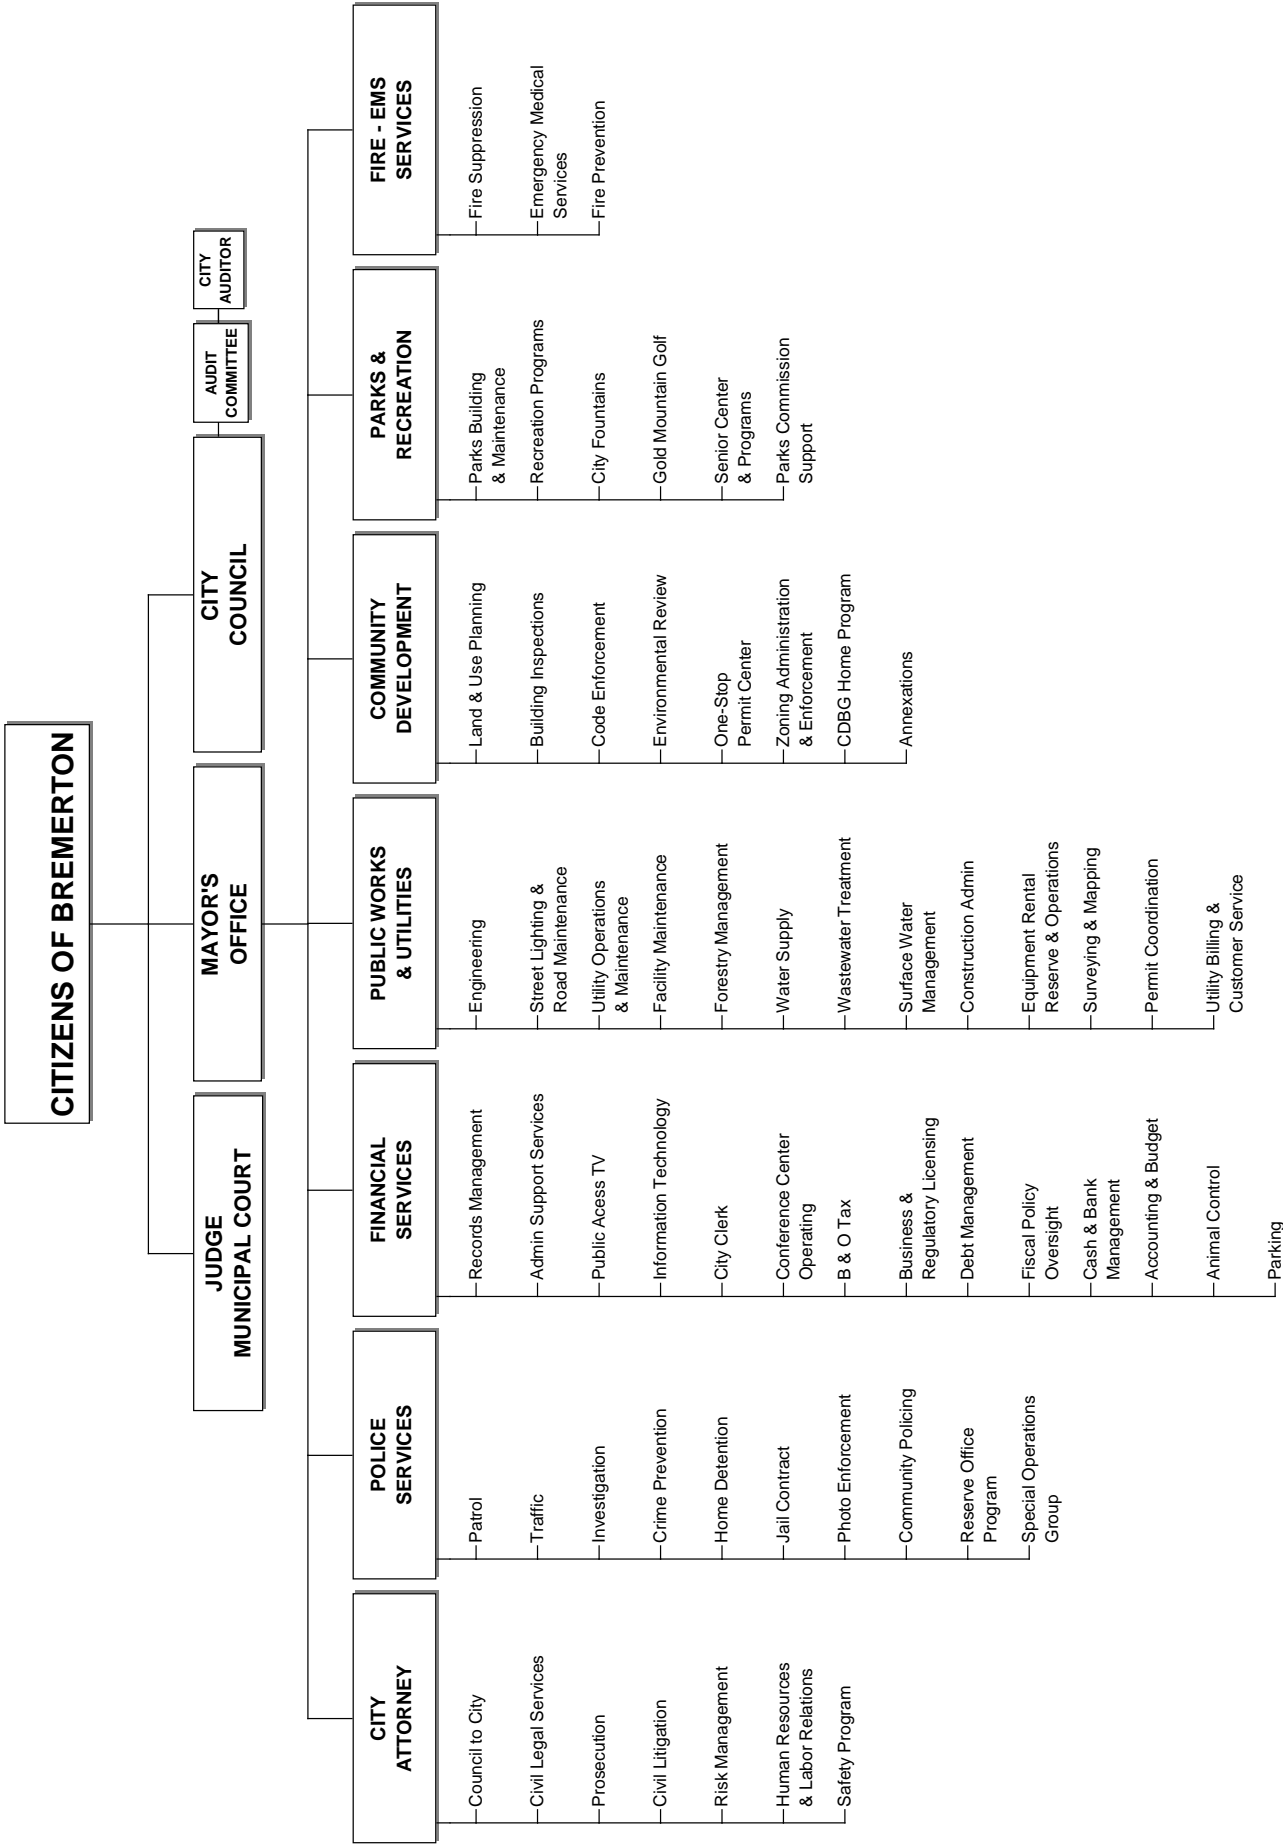 CITIZENS OF BREMERTON
JUDGE
MUNICIPAL COURT
MAYOR'S
OFFICE
CITY
COUNCIL
AUDIT
COMMITTEE
CITY
AUDITOR
CITY
ATTORNEY
Council to City
Civil Legal Services
Prosecution
Civil Litigation
Risk Management
Human Resources
& Labor Relations
Safety Program
POLICE
SERVICES
Patrol
Traffic
Investigation
Crime Prevention
Home Detention
Jail Contract
Photo Enforcement
Community Policing
Reserve Office
Program
Special Operations
Group
FINANCIAL
SERVICES
Records Management
Admin Support Services
Public Acess TV
Information Technology
City Clerk
Conference Center
Operating
B & O Tax
Business &
Regulatory Licensing
Debt Management
Fiscal Policy
Oversight
Cash & Bank
Management
Accounting & Budget
Animal Control
Parking
PUBLIC WORKS
& UTILITIES
Engineering
Street Lighting &
Road Maintenance
Utility Operations
& Maintenance
Facility Maintenance
Forestry Management
Water Supply
Wastewater Treatment
Surface Water
Management
Construction Admin
Equipment Rental
Reserve & Operations
Surveying & Mapping
Permit Coordination
Utility Billing &
Customer Service
COMMUNITY
DEVELOPMENT
Land & Use Planning
Building Inspections
Code Enforcement
Environmental Review
One-Stop
Permit Center
Zoning Administration
& Enforcement
CDBG Home Program
Annexations
PARKS &
RECREATION
Parks Building
& Maintenance
Recreation Programs
City Fountains
Gold Mountain Golf
Senior Center
& Programs
Parks Commission
Support
FIRE - EMS
SERVICES
Fire Suppression
Emergency Medical
Services
Fire Prevention